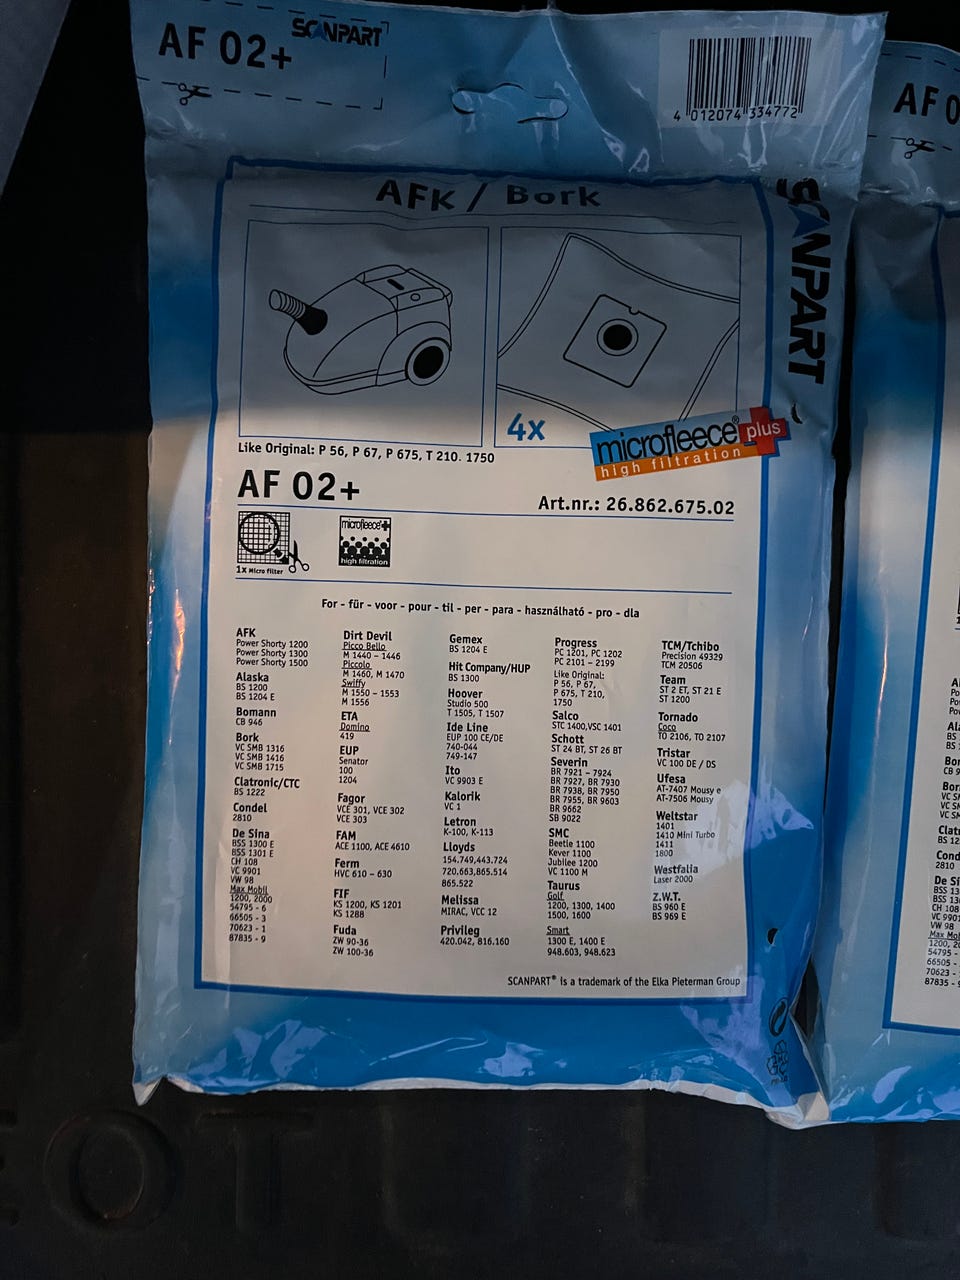 AF 02+
SCANPART
4 012074 334772
AFK / Bork
SCANPART
4x
microfleece® plus
high filtration
Like Original: P 56, P 67, P 675, T 210. 1750
AF 02+
Art.nr.: 26.862.675.02
microfleece+
high filtration
1x Micro filter
For - für - voor - pour - til - per - para - használható - pro - dla
AFK
Power Shorty 1200
Power Shorty 1300
Power Shorty 1500
Alaska
BS 1200
BS 1204 E
Bomann
CB 946
Bork
VC SMB 1316
VC SMB 1416
VC SMB 1715
Clatronic/CTC
BS 1222
Condel
2810
De Sina
BSS 1300 E
BSS 1301 E
CH 108
VC 9901
VW 98
Max Mobil
1200, 2000
54795 - 6
66505 - 3
70623 - 1
87835 - 9
Dirt Devil
Picco Bello
M 1440 – 1446
Piccolo
M 1460, M 1470
Swiffy
M 1550 – 1553
M 1556
ETA
Domino
419
EUP
Senator
100
1204
Fagor
VCE 301, VCE 302
VCE 303
FAM
ACE 1100, ACE 4610
Ferm
HVC 610 – 630
FIF
KS 1200, KS 1201
KS 1288
Fuda
ZW 90-36
ZW 100-36
Gemex
BS 1204 E
Hit Company/HUP
BS 1300
Hoover
Studio 500
T 1505, T 1507
Ide Line
EUP 100 CE/DE
740-044
749-147
Ito
VC 9903 E
Kalorik
VC 1
Letron
K-100, K-113
Lloyds
154.749,443.724
720.663,865.514
865.522
Melissa
MIRAC, VCC 12
Privileg
420.042, 816.160
Progress
PC 1201, PC 1202
PC 2101 – 2199
Like Original:
P 56, P 67,
P 675, T 210,
1750
Salco
STC 1400,VSC 1401
Schott
ST 24 BT, ST 26 BT
Severin
BR 7921 – 7924
BR 7927, BR 7930
BR 7938, BR 7950
BR 7955, BR 9603
BR 9662
SB 9022
SMC
Beetle 1100
Kever 1100
Jubilee 1200
VC 1100 M
Taurus
Golf
1200, 1300, 1400
1500, 1600
Smart
1300 E, 1400 E
948.603, 948.623
TCM/Tchibo
Precision 49329
TCM 20506
Team
ST 2 ET, ST 21 E
ST 1200
Tornado
Coco
TO 2106, TO 2107
Tristar
VC 100 DE / DS
Ufesa
AT-7407 Mousy e
AT-7506 Mousy
Weltstar
1401
1410 Mini Turbo
1411
1800
Westfalia
Laser 2000
Z.W.T.
BS 960 E
BS 969 E
SCANPART® is a trademark of the Elka Pieterman Group
AF 0